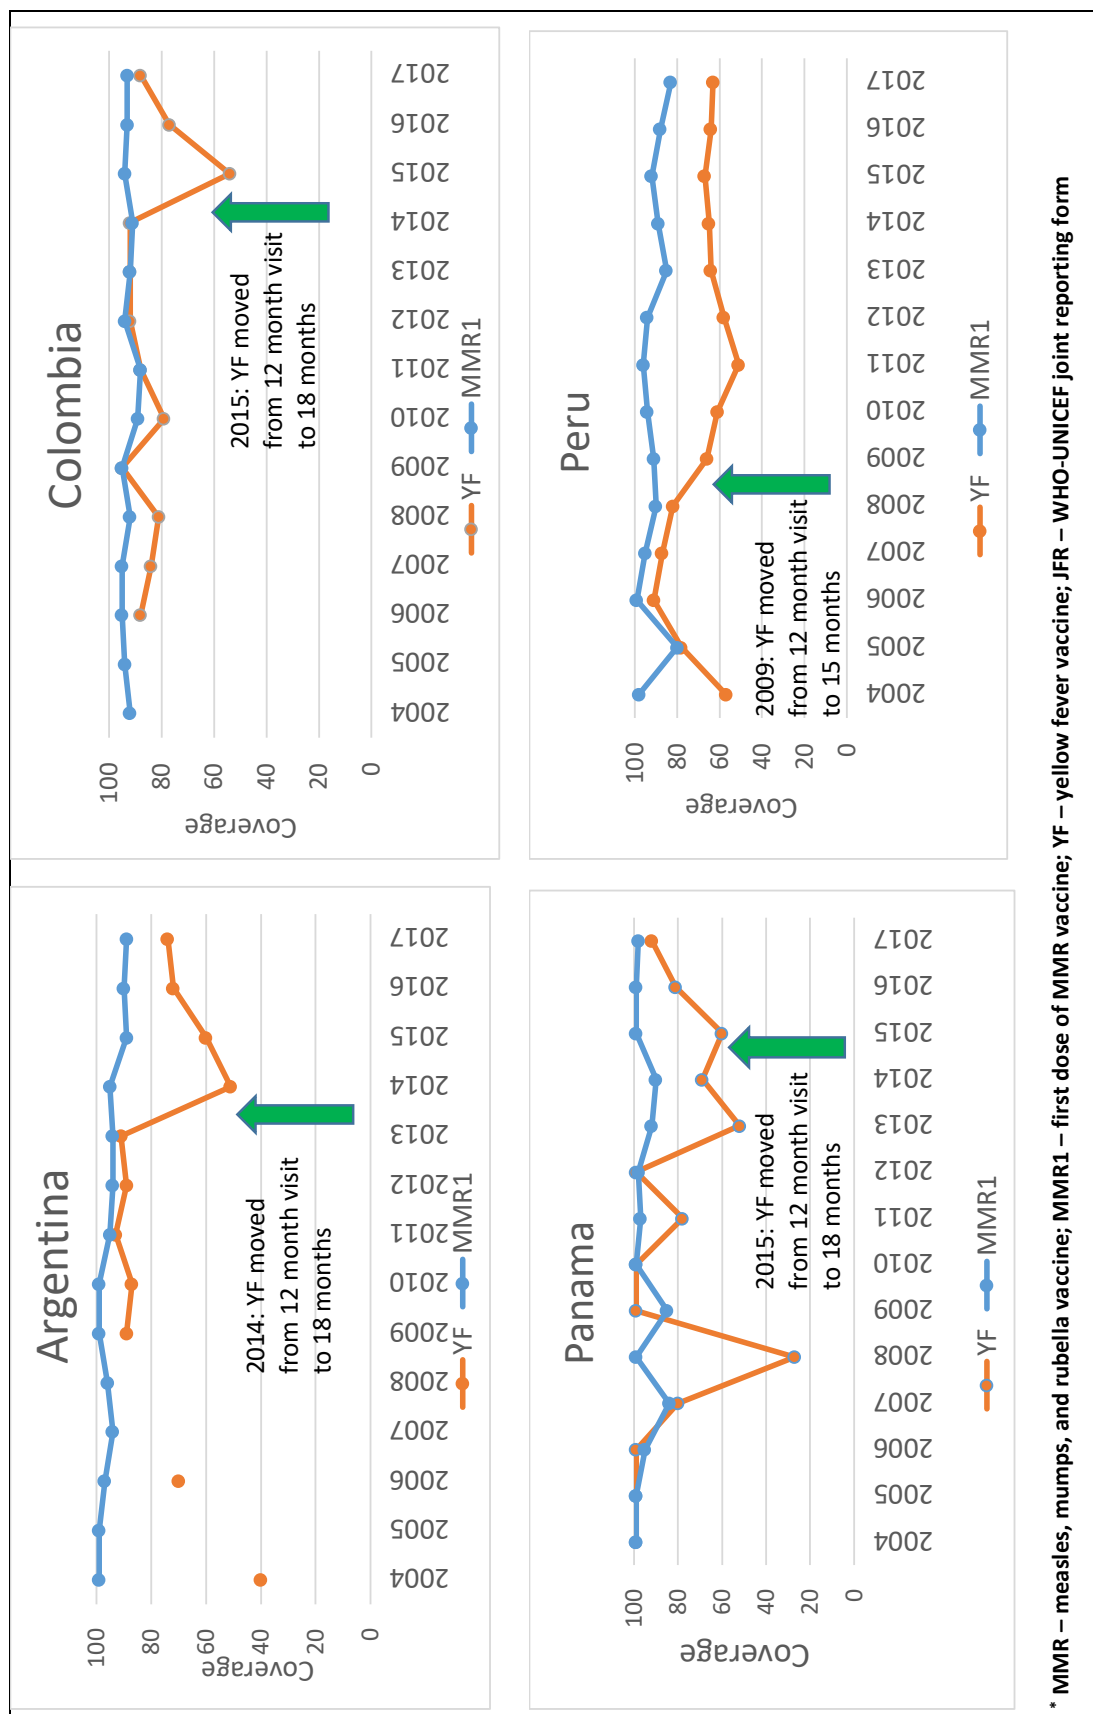 Argentina
100
80
60
40
20
0
Coverage
2004
2005
2006
2007
2008
2009
2010
2011
2012
2013
2014
2015
2016
2017
2014: YF moved
from 12 month visit
to 18 months
YF
MMR1
Colombia
100
80
60
40
20
0
Coverage
2004
2005
2006
2007
2008
2009
2010
2011
2012
2013
2014
2015
2016
2017
2015: YF moved
from 12 month visit
to 18 months
YF
MMR1
Panama
100
80
60
40
20
0
Coverage
2004
2005
2006
2007
2008
2009
2010
2011
2012
2013
2014
2015
2016
2017
2015: YF moved
from 12 month visit
to 18 months
YF
MMR1
Peru
100
80
60
40
20
0
Coverage
2004
2005
2006
2007
2008
2009
2010
2011
2012
2013
2014
2015
2016
2017
2009: YF moved
from 12 month visit
to 15 months
YF
MMR1
* MMR – measles, mumps, and rubella vaccine; MMR1 – first dose of MMR vaccine; YF – yellow fever vaccine; JFR – WHO-UNICEF joint reporting form